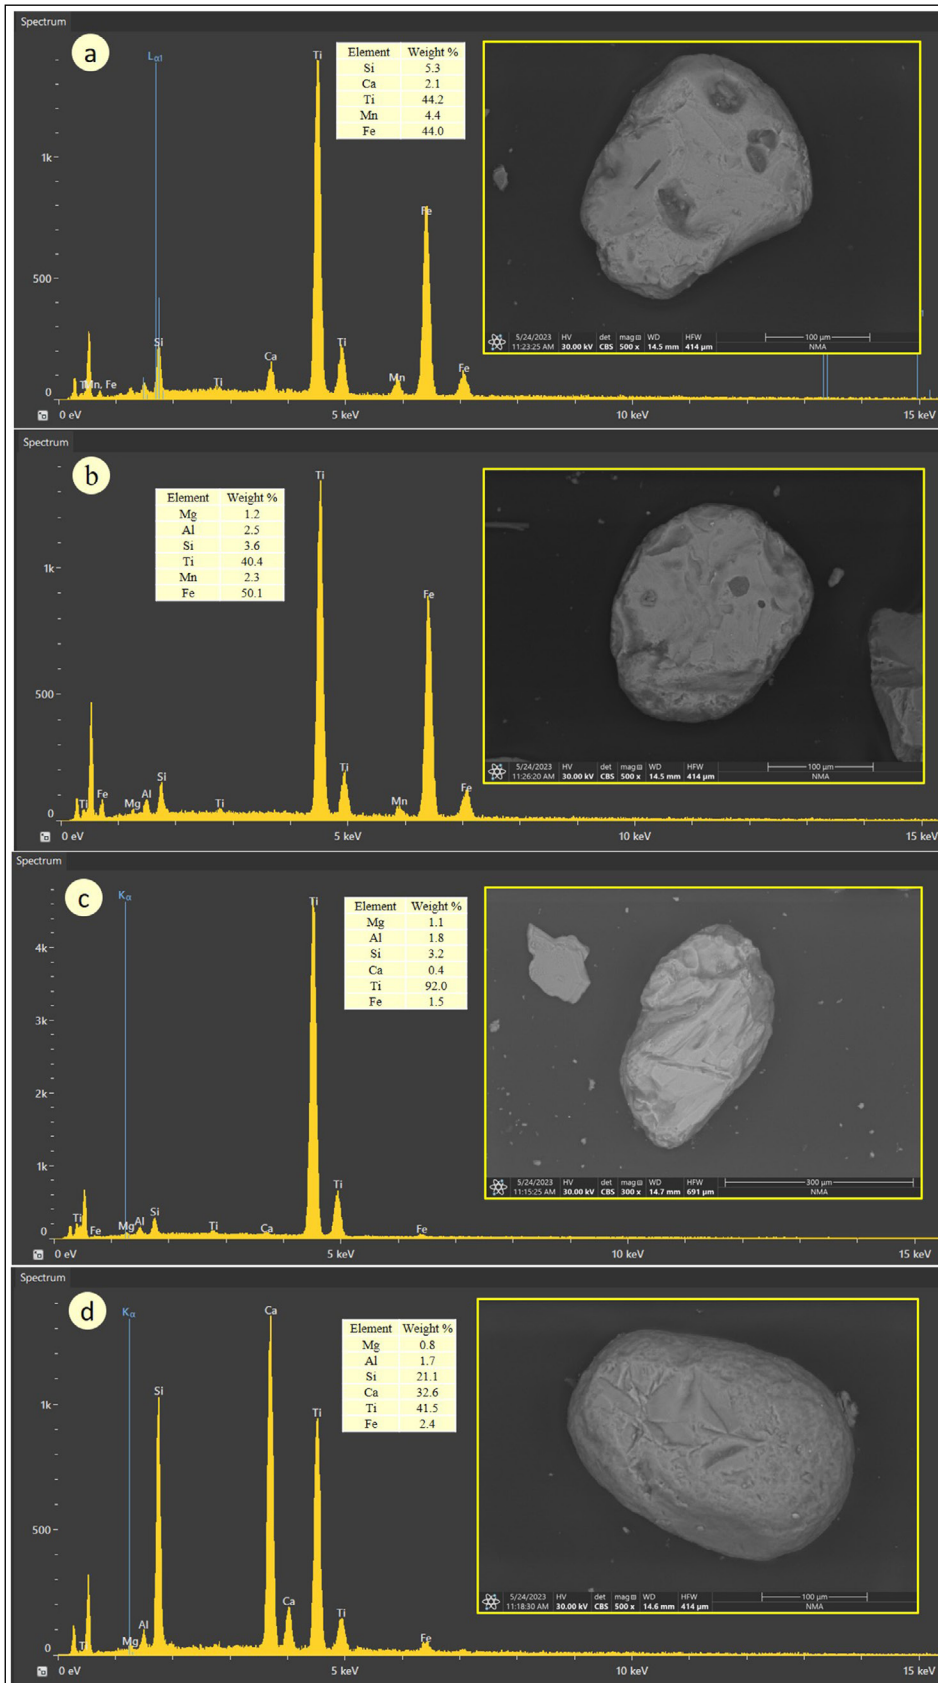 Spectrum
a
Lα1
Ti
Element Weight %
Si 5.3
Ca 2.1
Ti 44.2
Mn 4.4
Fe 44.0
1k
Fe
500
Si
Ca
Ti
Mn
Fe
Ti
Mn, Fe
0
0 eV 5 keV 10 keV 15 keV
5/24/2023 HV det mag WD HFW 100 µm
11:23:25 AM 30.00 kV CBS 500 x 14.5 mm 414 µm NMA
Spectrum
b
Ti
Element Weight %
Mg 1.2
Al 2.5
Si 3.6
Ti 40.4
Mn 2.3
Fe 50.1
1k
Fe
500
Ti
Si
Fe
Ti Mg Al Ti Mn Fe
0
0 eV 5 keV 10 keV 15 keV
5/24/2023 HV det mag WD HFW 100 µm
11:26:20 AM 30.00 kV CBS 500 x 14.5 mm 414 µm NMA
Spectrum
c
Kα
Ti
Element Weight %
Mg 1.1
Al 1.8
Si 3.2
Ca 0.4
Ti 92.0
Fe 1.5
4k
3k
2k
1k
Ti
Ti Fe Mg Al Si Ti Ca Fe
0
0 eV 5 keV 10 keV 15 keV
5/24/2023 HV det mag WD HFW 300 µm
11:15:25 AM 30.00 kV CBS 300 x 14.7 mm 691 µm NMA
Spectrum
d
Kα
Ca
Element Weight %
Mg 0.8
Al 1.7
Si 21.1
Ca 32.6
Ti 41.5
Fe 2.4
Si
Ti
1k
500
Ca
Ti
Al
Ti Mg Fe
0
0 eV 5 keV 10 keV 15 keV
5/24/2023 HV det mag WD HFW 100 µm
11:18:30 AM 30.00 kV CBS 500 x 14.6 mm 414 µm NMA